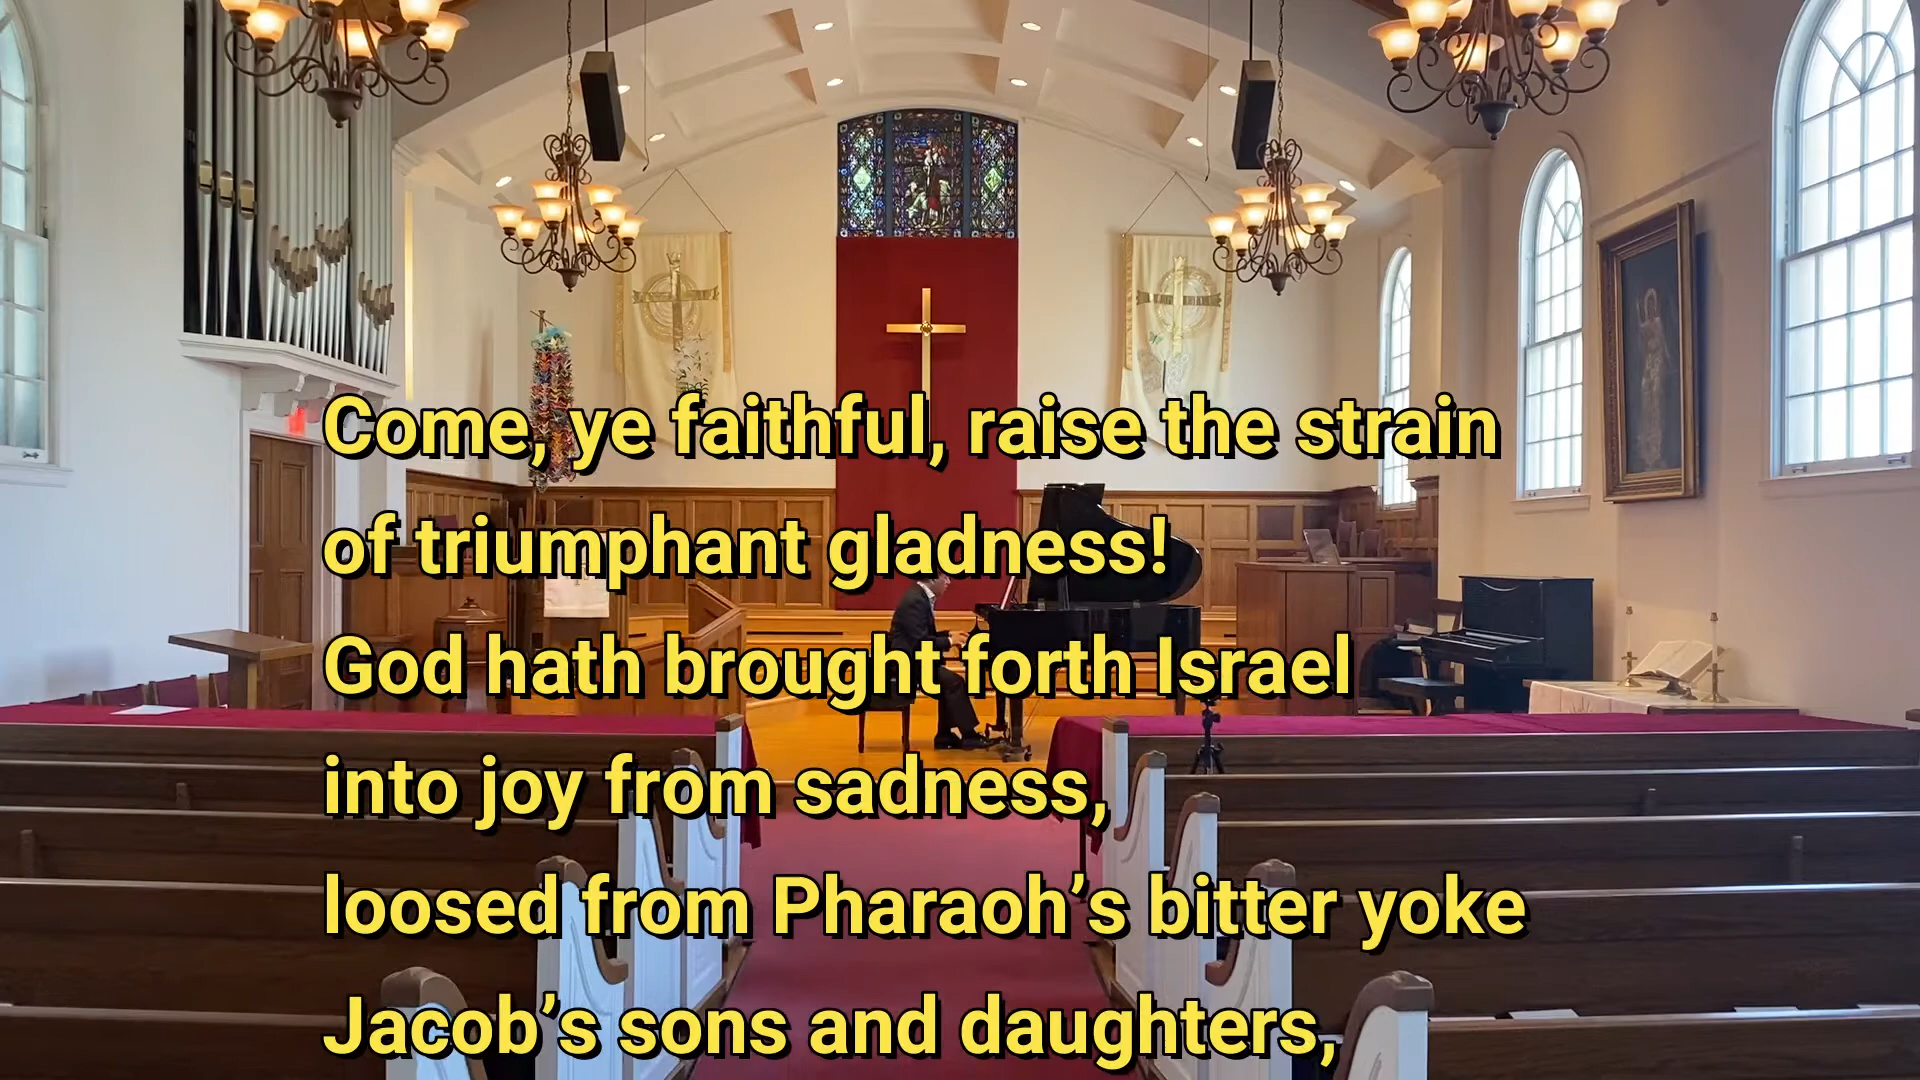 Come, ye faithful, raise the strain
of triumphant gladness!
God hath brought forth Israel
into joy from sadness,
loosed from Pharaoh’s bitter yoke
Jacob’s sons and daughters,